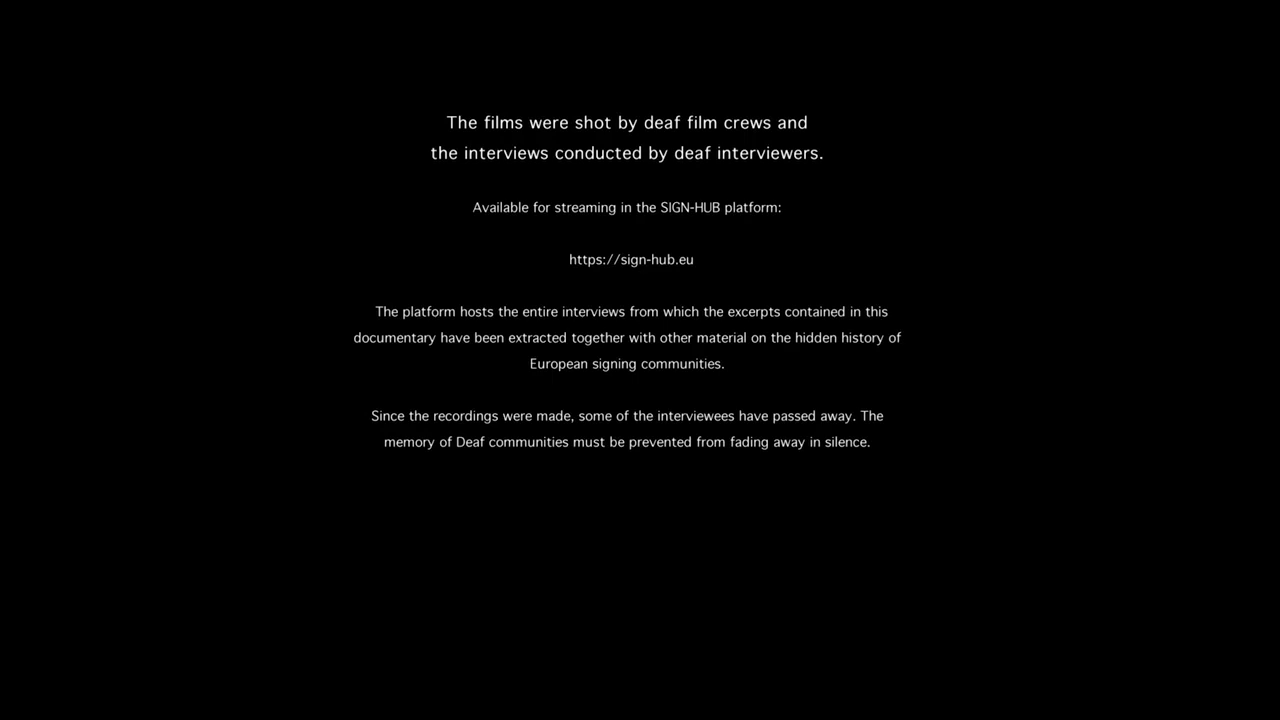 The films were shot by deaf film crews and
the interviews conducted by deaf interviewers.
Available for streaming in the SIGN-HUB platform:
https://sign-hub.eu
The platform hosts the entire interviews from which the excerpts contained in this
documentary have been extracted together with other material on the hidden history of
European signing communities.
Since the recordings were made, some of the interviewees have passed away. The
memory of Deaf communities must be prevented from fading away in silence.